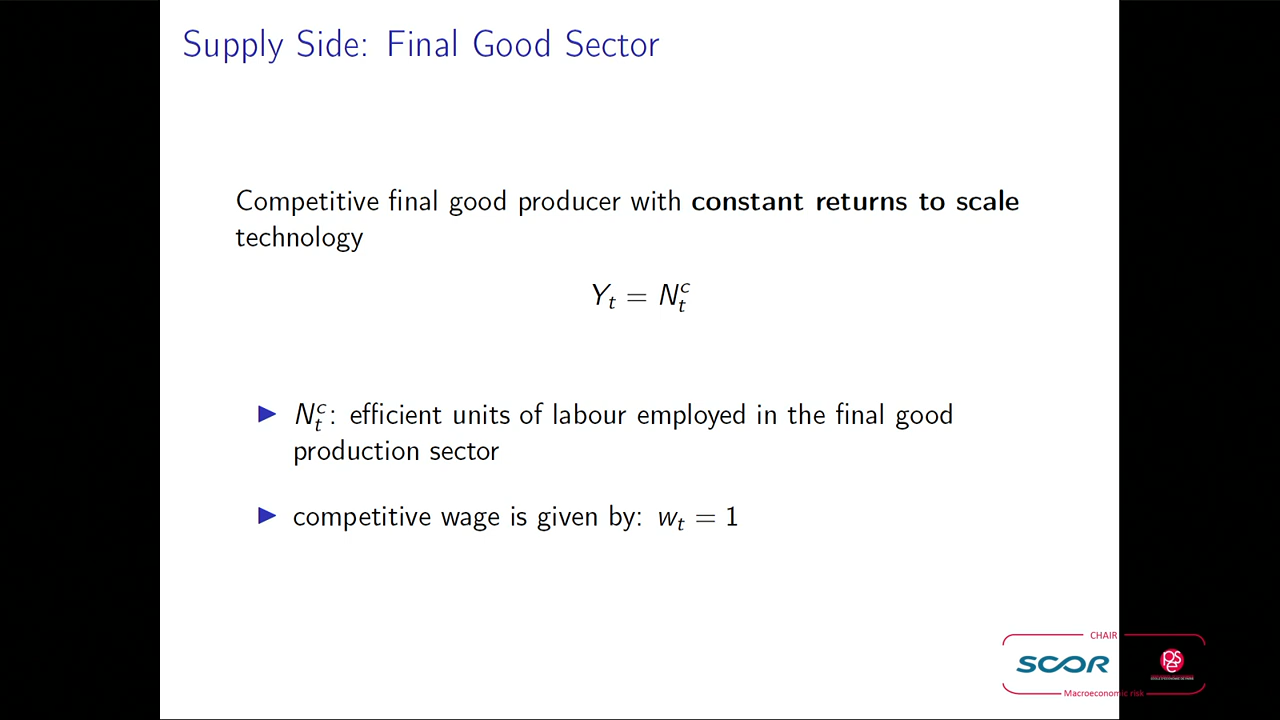 Supply Side: Final Good Sector
Competitive final good producer with constant returns to scale
technology
Y_t = N_t^c
▶ N_t^c: efficient units of labour employed in the final good
production sector
▶ competitive wage is given by: w_t = 1
CHAIR
SCOR
pse
Macroeconomic risk